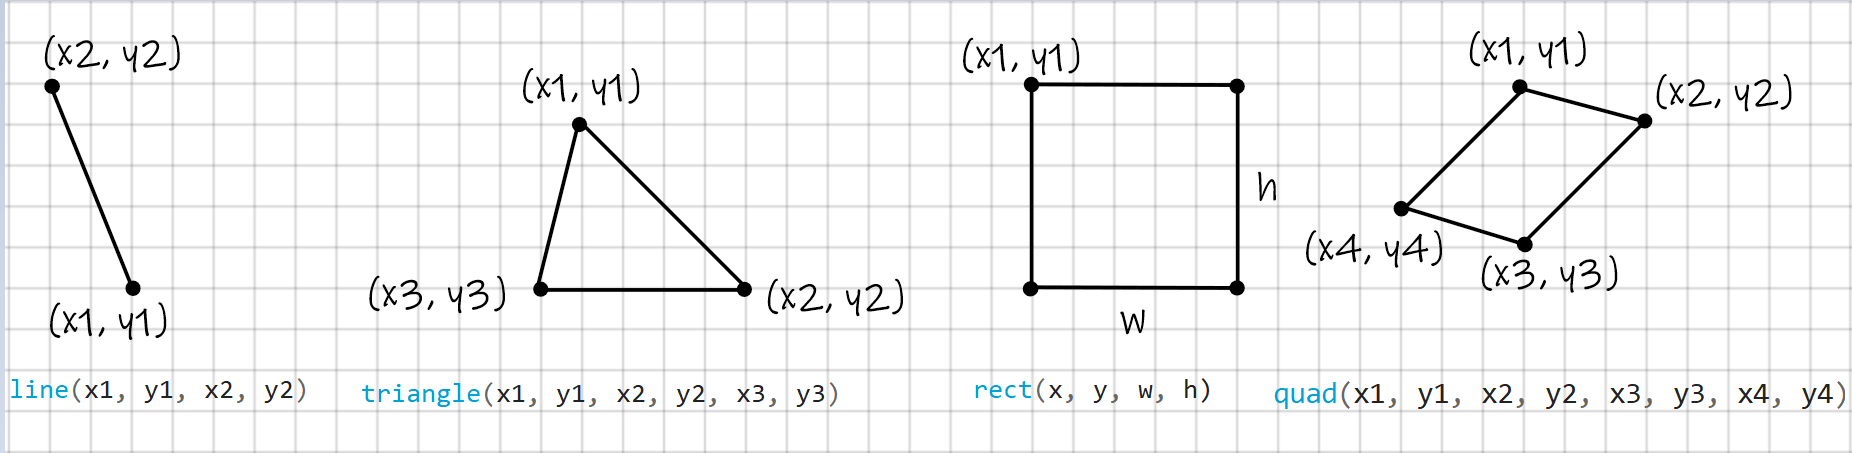 (x2, y2)
(x1, y1)
line(x1, y1, x2, y2)
(x1, y1)
(x3, y3)
(x2, y2)
triangle(x1, y1, x2, y2, x3, y3)
(x1, y1)
h
w
rect(x, y, w, h)
(x1, y1)
(x2, y2)
(x4, y4)
(x3, y3)
quad(x1, y1, x2, y2, x3, y3, x4, y4)